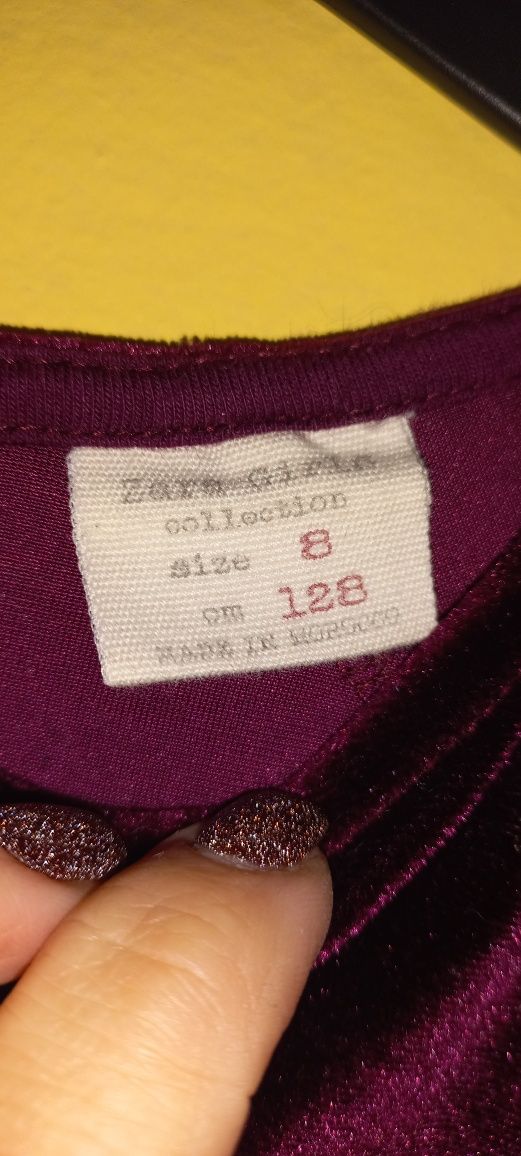 Zara Girls
collection
size 8
cm 128
MADE IN MOROCCO